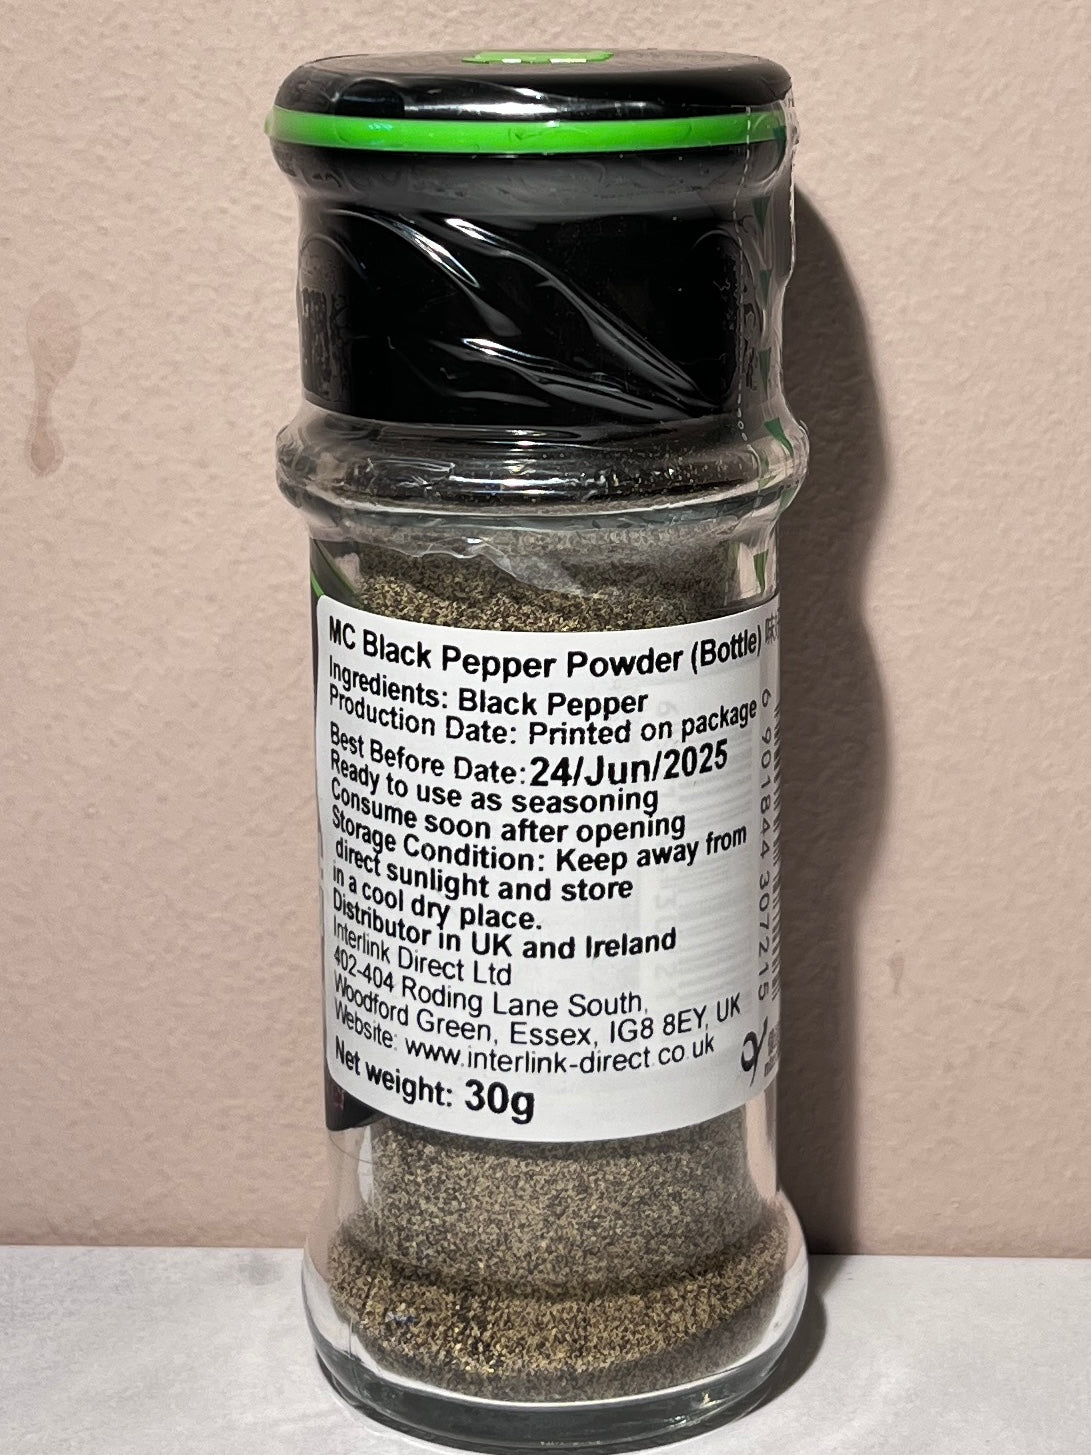 MC Black Pepper Powder (Bottle)
Ingredients: Black Pepper
Production Date: Printed on package
Best Before Date: 24/Jun/2025
Ready to use as seasoning
Consume soon after opening
Storage Condition: Keep away from
direct sunlight and store
in a cool dry place.
Distributor in UK and Ireland
Interlink Direct Ltd
402-404 Roding Lane South,
Woodford Green, Essex, IG8 8EY, UK
Website: www.interlink-direct.co.uk
Net weight: 30g
6 901844 307215